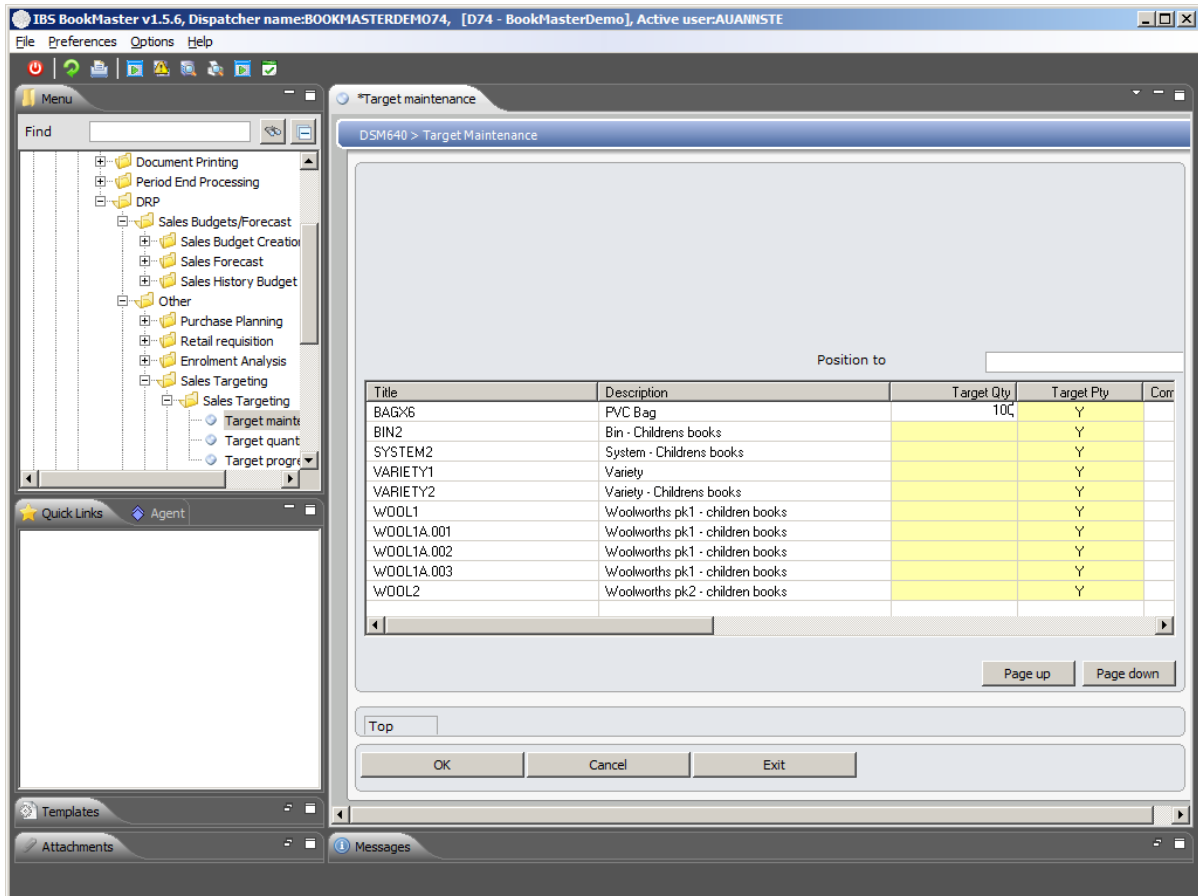 IBS BookMaster v1.5.6, Dispatcher name:BOOKMASTERDEMO74, [D74 - BookMasterDemo], Active user:AUANNSTE
File Preferences Options Help
Menu
*Target maintenance
Find
DSM640 > Target Maintenance
Document Printing
Period End Processing
DRP
Sales Budgets/Forecast
Sales Budget Creation
Sales Forecast
Sales History Budget
Other
Purchase Planning
Retail requisition
Enrolment Analysis
Sales Targeting
Sales Targeting
Target mainte
Target quant
Target progre
Position to
Title Description Target Qty Target Pty Com
BAGX6 PVC Bag 100 Y
BIN2 Bin - Childrens books Y
SYSTEM2 System - Childrens books Y
VARIETY1 Variety Y
VARIETY2 Variety - Childrens books Y
WOOL1 Woolworths pk1 - children books Y
WOOL1A.001 Woolworths pk1 - children books Y
WOOL1A.002 Woolworths pk1 - children books Y
WOOL1A.003 Woolworths pk1 - children books Y
WOOL2 Woolworths pk2 - children books Y
Page up Page down
Top
OK Cancel Exit
Quick Links Agent
Templates
Attachments
Messages